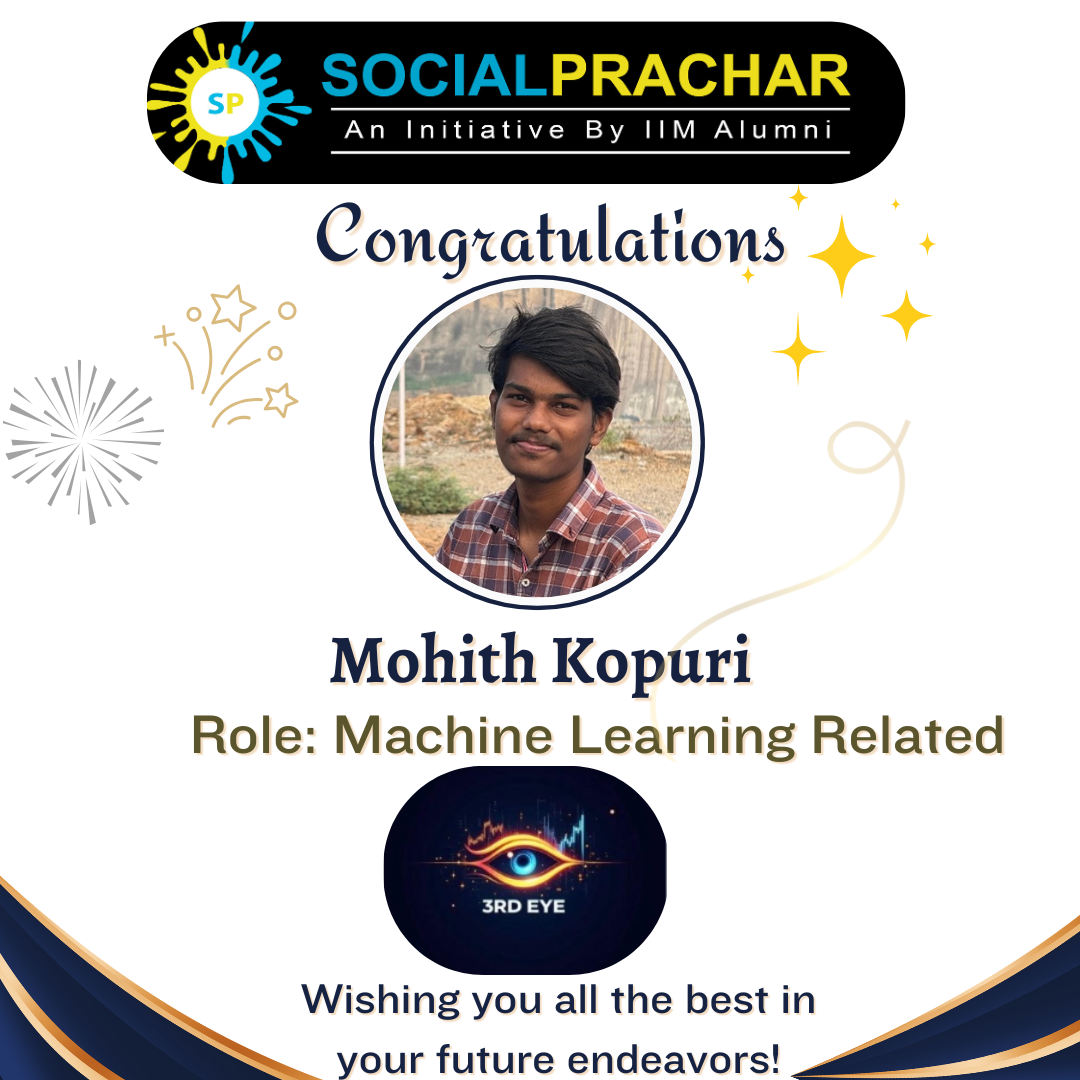 SP
SOCIALPRACHAR
An Initiative By IIM Alumni
Congratulations
Mohith Kopuri
Role: Machine Learning Related
3RD EYE
Wishing you all the best in
your future endeavors!